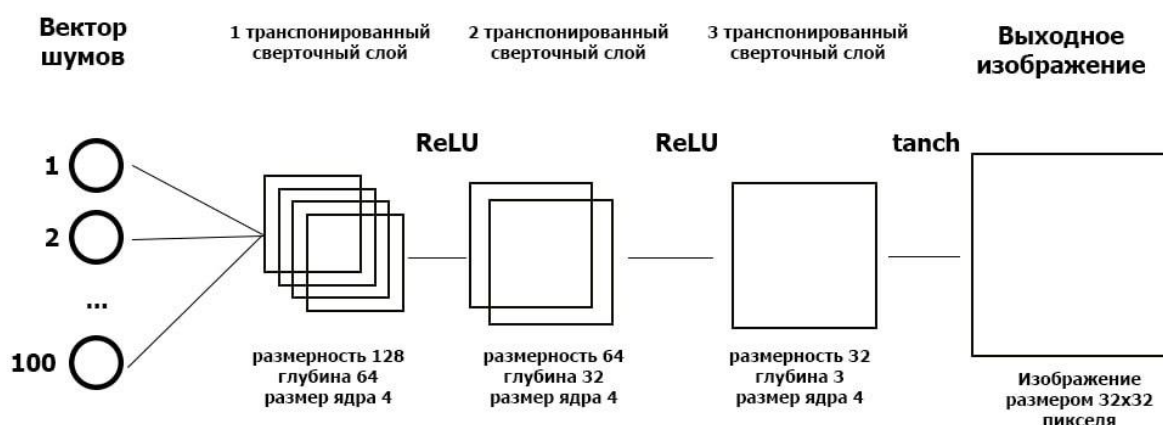 Вектор
шумов
1 транспонированный
сверточный слой
2 транспонированный
сверточный слой
3 транспонированный
сверточный слой
Выходное
изображение
ReLU
ReLU
tanch
1
2
...
100
размерность 128
глубина 64
размер ядра 4
размерность 64
глубина 32
размер ядра 4
размерность 32
глубина 3
размер ядра 4
Изображение
размером 32x32
пикселя